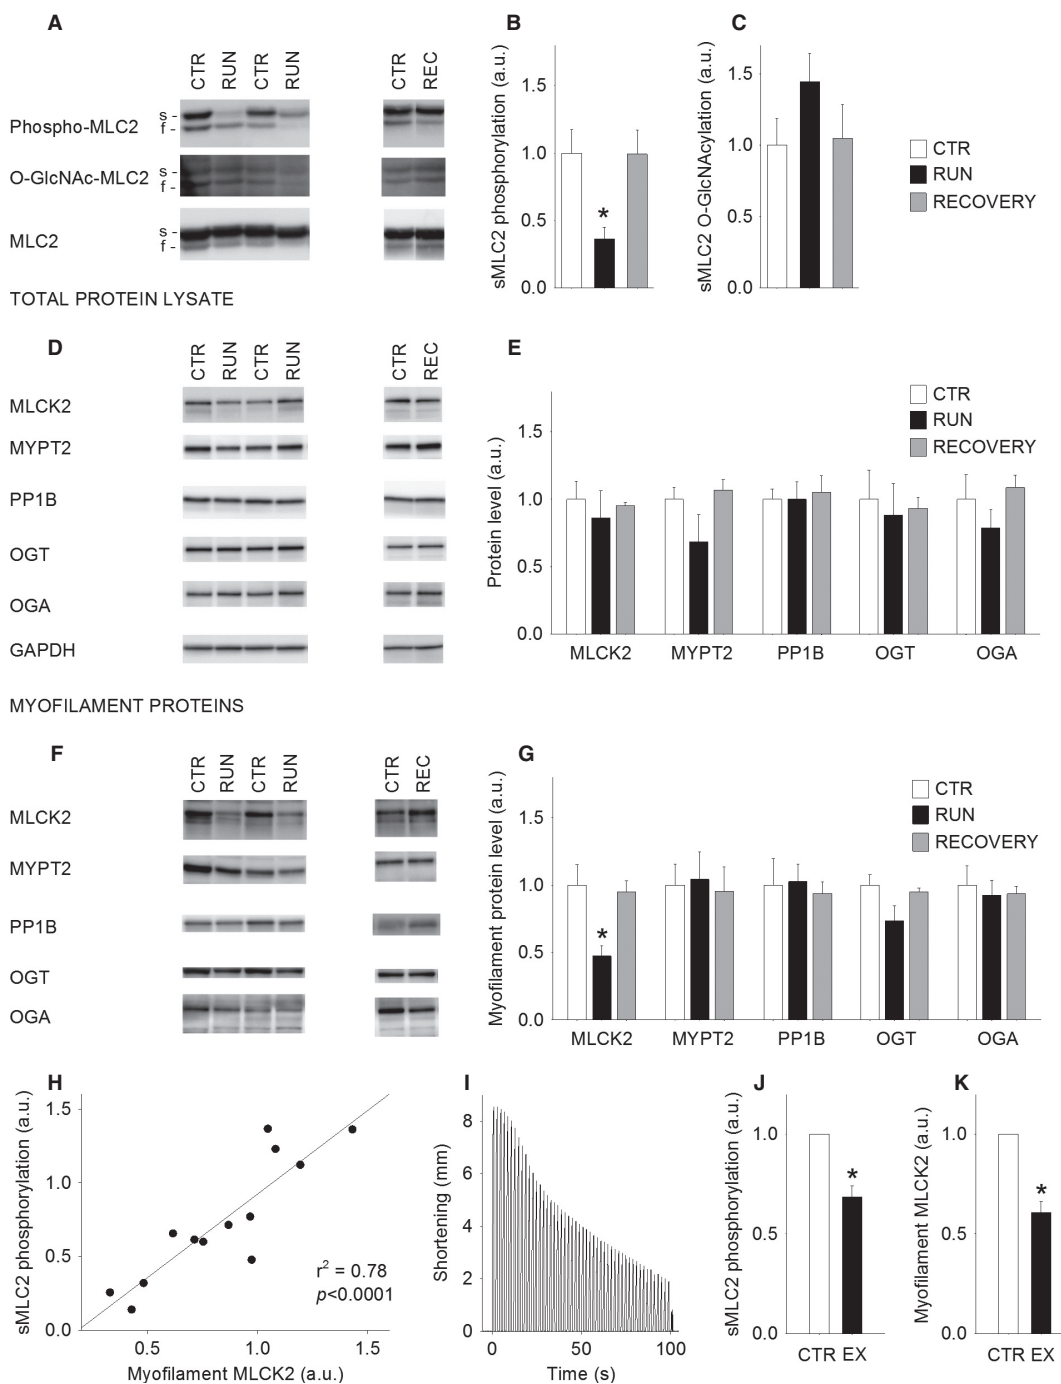 A
CTR RUN CTR RUN CTR REC
Phospho-MLC2 s - f -
O-GlcNAc-MLC2 s - f -
MLC2 s - f -
B
sMLC2 phosphorylation (a.u.)
1.5
1.0
0.5
0.0
*
C
sMLC2 O-GlcNAcylation (a.u.)
1.5
1.0
0.5
0.0
CTR
RUN
RECOVERY
TOTAL PROTEIN LYSATE
D
CTR RUN CTR RUN CTR REC
MLCK2
MYPT2
PP1B
OGT
OGA
GAPDH
E
Protein level (a.u.)
1.5
1.0
0.5
0.0
CTR
RUN
RECOVERY
MLCK2 MYPT2 PP1B OGT OGA
MYOFILAMENT PROTEINS
F
CTR RUN CTR RUN CTR REC
MLCK2
MYPT2
PP1B
OGT
OGA
G
Myofilament protein level (a.u.)
1.5
1.0
0.5
0.0
*
CTR
RUN
RECOVERY
MLCK2 MYPT2 PP1B OGT OGA
H
sMLC2 phosphorylation (a.u.)
1.5
1.0
0.5
0.0
r² = 0.78
p<0.0001
0.5 1.0 1.5
Myofilament MLCK2 (a.u.)
I
Shortening (mm)
8
6
4
2
0
0 50 100
Time (s)
J
sMLC2 phosphorylation (a.u.)
1.0
0.5
0.0
*
CTR EX
K
Myofilament MLCK2 (a.u.)
1.0
0.5
0.0
*
CTR EX